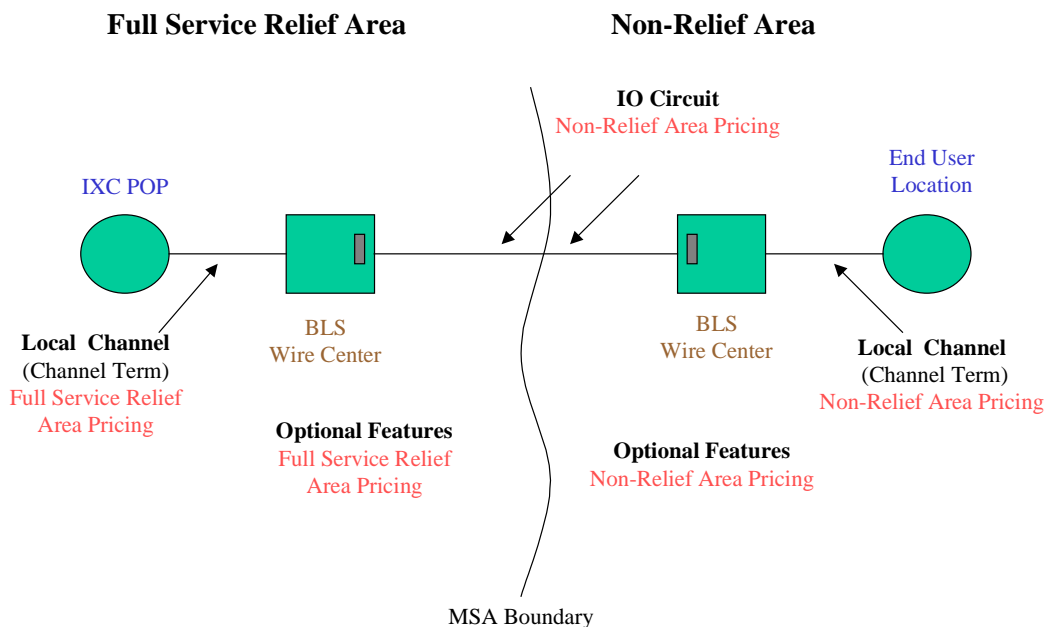 Full Service Relief Area
Non-Relief Area
IO Circuit
Non-Relief Area Pricing
IXC POP
End User
Location
BLS
Wire Center
BLS
Wire Center
Local Channel
(Channel Term)
Full Service Relief
Area Pricing
Local Channel
(Channel Term)
Non-Relief Area Pricing
Optional Features
Full Service Relief
Area Pricing
Optional Features
Non-Relief Area Pricing
MSA Boundary